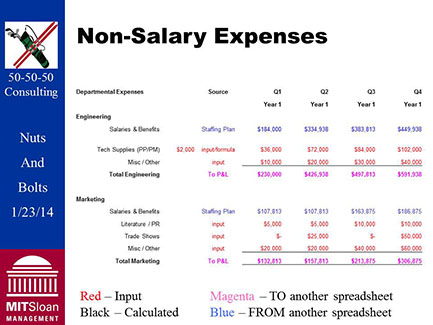 Non-Salary Expenses
50-50-50
Consulting
Nuts
And
Bolts
1/23/14
MITSloan
MANAGEMENT
Departmental Expenses Source Q1 Q2 Q3 Q4
Year 1 Year 1 Year 1 Year 1
Engineering
Salaries & Benefits Staffing Plan $184,000 $334,938 $383,813 $449,938
Tech Supplies (PP/PM) $2,000 input/formula $36,000 $72,000 $84,000 $102,000
Misc / Other input $10,000 $20,000 $30,000 $40,000
Total Engineering To P&L $230,000 $426,938 $497,813 $591,938
Marketing
Salaries & Benefits Staffing Plan $107,813 $107,813 $163,875 $186,875
Literature / PR input $5,000 $5,000 $10,000 $10,000
Trade Shows input $- $25,000 $- $50,000
Misc / Other input $20,000 $20,000 $40,000 $60,000
Total Marketing To P&L $132,813 $157,813 $213,875 $306,875
Red – Input Magenta – TO another spreadsheet
Black – Calculated Blue – FROM another spreadsheet